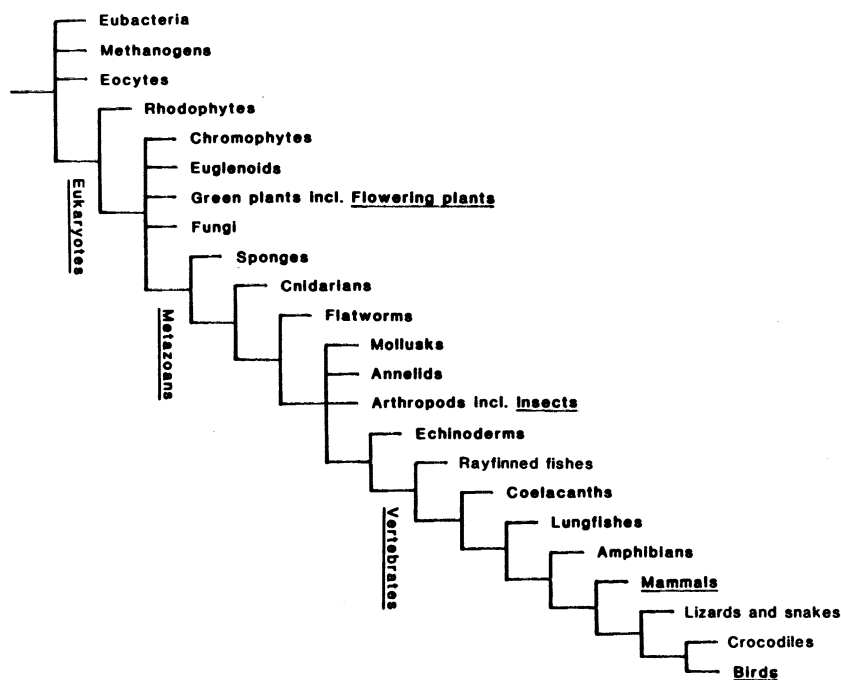 Eubacteria
Methanogens
Eocytes
Rhodophytes
Chromophytes
Euglenoids
Green plants incl. Flowering plants
Fungi
Eukaryotes
Sponges
Cnidarians
Flatworms
Metazoans
Mollusks
Annelids
Arthropods incl. Insects
Echinoderms
Rayfinned fishes
Coelacanths
Vertebrates
Lungfishes
Amphibians
Mammals
Lizards and snakes
Crocodiles
Birds